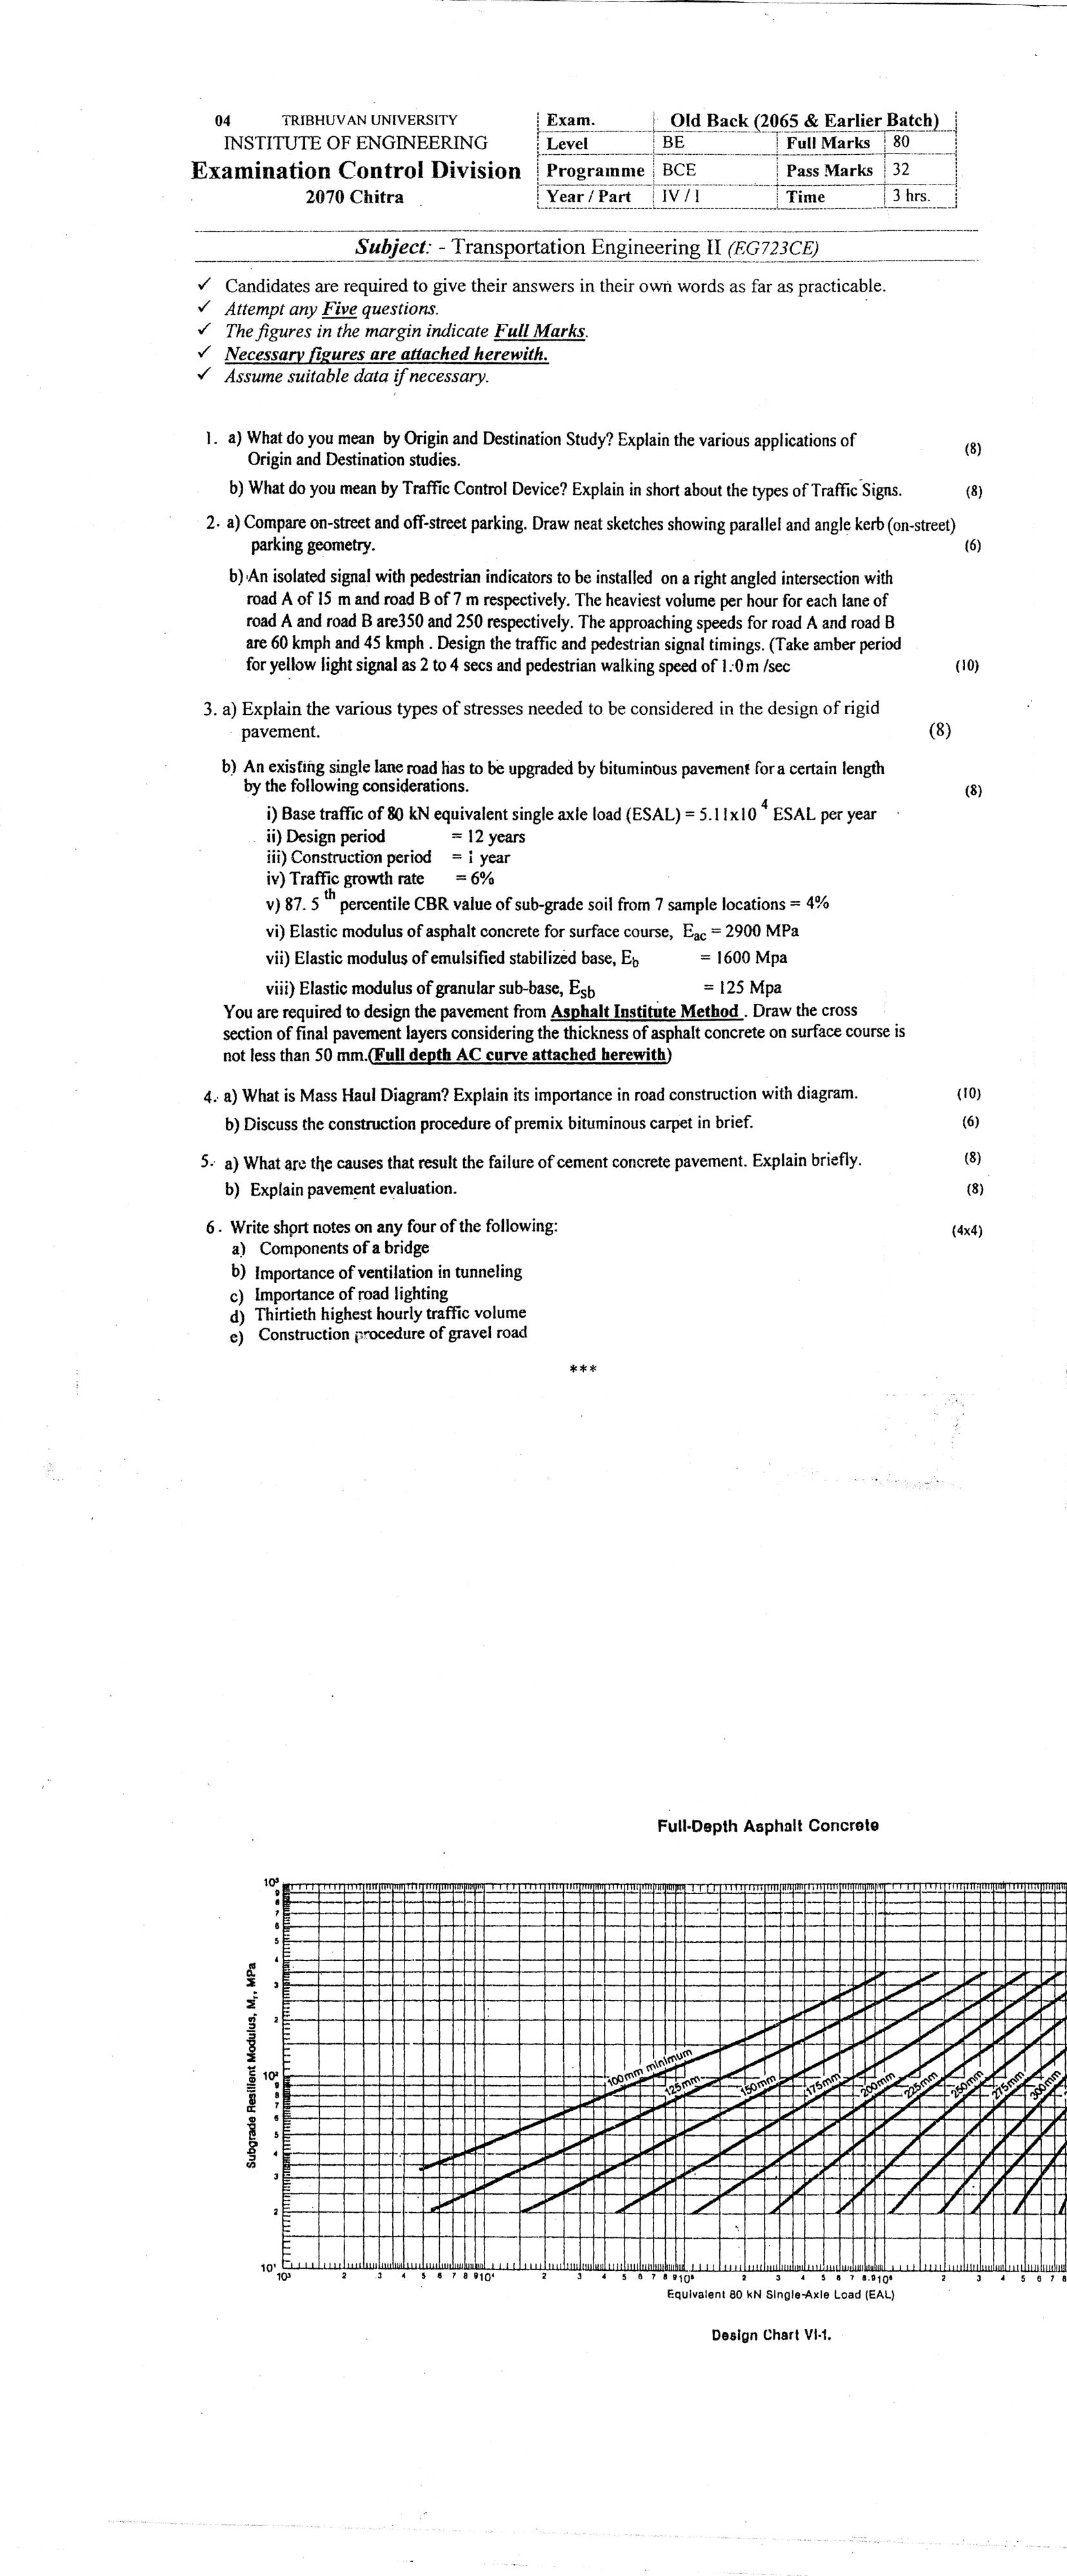 04 TRIBHUVAN UNIVERSITY
INSTITUTE OF ENGINEERING
Examination Control Division
2070 Chitra
Exam. Old Back (2065 & Earlier Batch)
Level BE Full Marks 80
Programme BCE Pass Marks 32
Year / Part IV / I Time 3 hrs.
Subject: - Transportation Engineering II (EG723CE)
✓ Candidates are required to give their answers in their own words as far as practicable.
✓ Attempt any Five questions.
✓ The figures in the margin indicate Full Marks.
✓ Necessary figures are attached herewith.
✓ Assume suitable data if necessary.
1. a) What do you mean by Origin and Destination Study? Explain the various applications of
Origin and Destination studies. (8)
b) What do you mean by Traffic Control Device? Explain in short about the types of Traffic Signs. (8)
2. a) Compare on-street and off-street parking. Draw neat sketches showing parallel and angle kerb (on-street)
parking geometry. (6)
b) An isolated signal with pedestrian indicators to be installed on a right angled intersection with
road A of 15 m and road B of 7 m respectively. The heaviest volume per hour for each lane of
road A and road B are350 and 250 respectively. The approaching speeds for road A and road B
are 60 kmph and 45 kmph . Design the traffic and pedestrian signal timings. (Take amber period
for yellow light signal as 2 to 4 secs and pedestrian walking speed of 1.0 m /sec (10)
3. a) Explain the various types of stresses needed to be considered in the design of rigid
pavement. (8)
b) An existing single lane road has to be upgraded by bituminous pavement for a certain length
by the following considerations. (8)
i) Base traffic of 80 kN equivalent single axle load (ESAL) = 5.11x10 4 ESAL per year
ii) Design period = 12 years
iii) Construction period = 1 year
iv) Traffic growth rate = 6%
v) 87. 5 th percentile CBR value of sub-grade soil from 7 sample locations = 4%
vi) Elastic modulus of asphalt concrete for surface course, Eac = 2900 MPa
vii) Elastic modulus of emulsified stabilized base, Eb = 1600 Mpa
viii) Elastic modulus of granular sub-base, Esb = 125 Mpa
You are required to design the pavement from Asphalt Institute Method . Draw the cross
section of final pavement layers considering the thickness of asphalt concrete on surface course is
not less than 50 mm.(Full depth AC curve attached herewith)
4. a) What is Mass Haul Diagram? Explain its importance in road construction with diagram. (10)
b) Discuss the construction procedure of premix bituminous carpet in brief. (6)
5. a) What are the causes that result the failure of cement concrete pavement. Explain briefly. (8)
b) Explain pavement evaluation. (8)
6. Write short notes on any four of the following: (4x4)
a) Components of a bridge
b) Importance of ventilation in tunneling
c) Importance of road lighting
d) Thirtieth highest hourly traffic volume
e) Construction procedure of gravel road
***
Full-Depth Asphalt Concrete
Subgrade Resilient Modulus, Mr, MPa
10³
9
8
7
6
5
4
3
2
10²
9
8
7
6
5
4
3
2
10¹
100mm minimum
125mm
150mm
175mm
200mm
225mm
250mm
275mm
300mm
10³ 2 3 4 5 6 7 8 9 10⁴ 2 3 4 5 6 7 8 9 10⁵ 2 3 4 5 6 7 8 9 10⁶ 2 3 4 5 6 7 8
Equivalent 80 kN Single-Axle Load (EAL)
Design Chart VI-1.